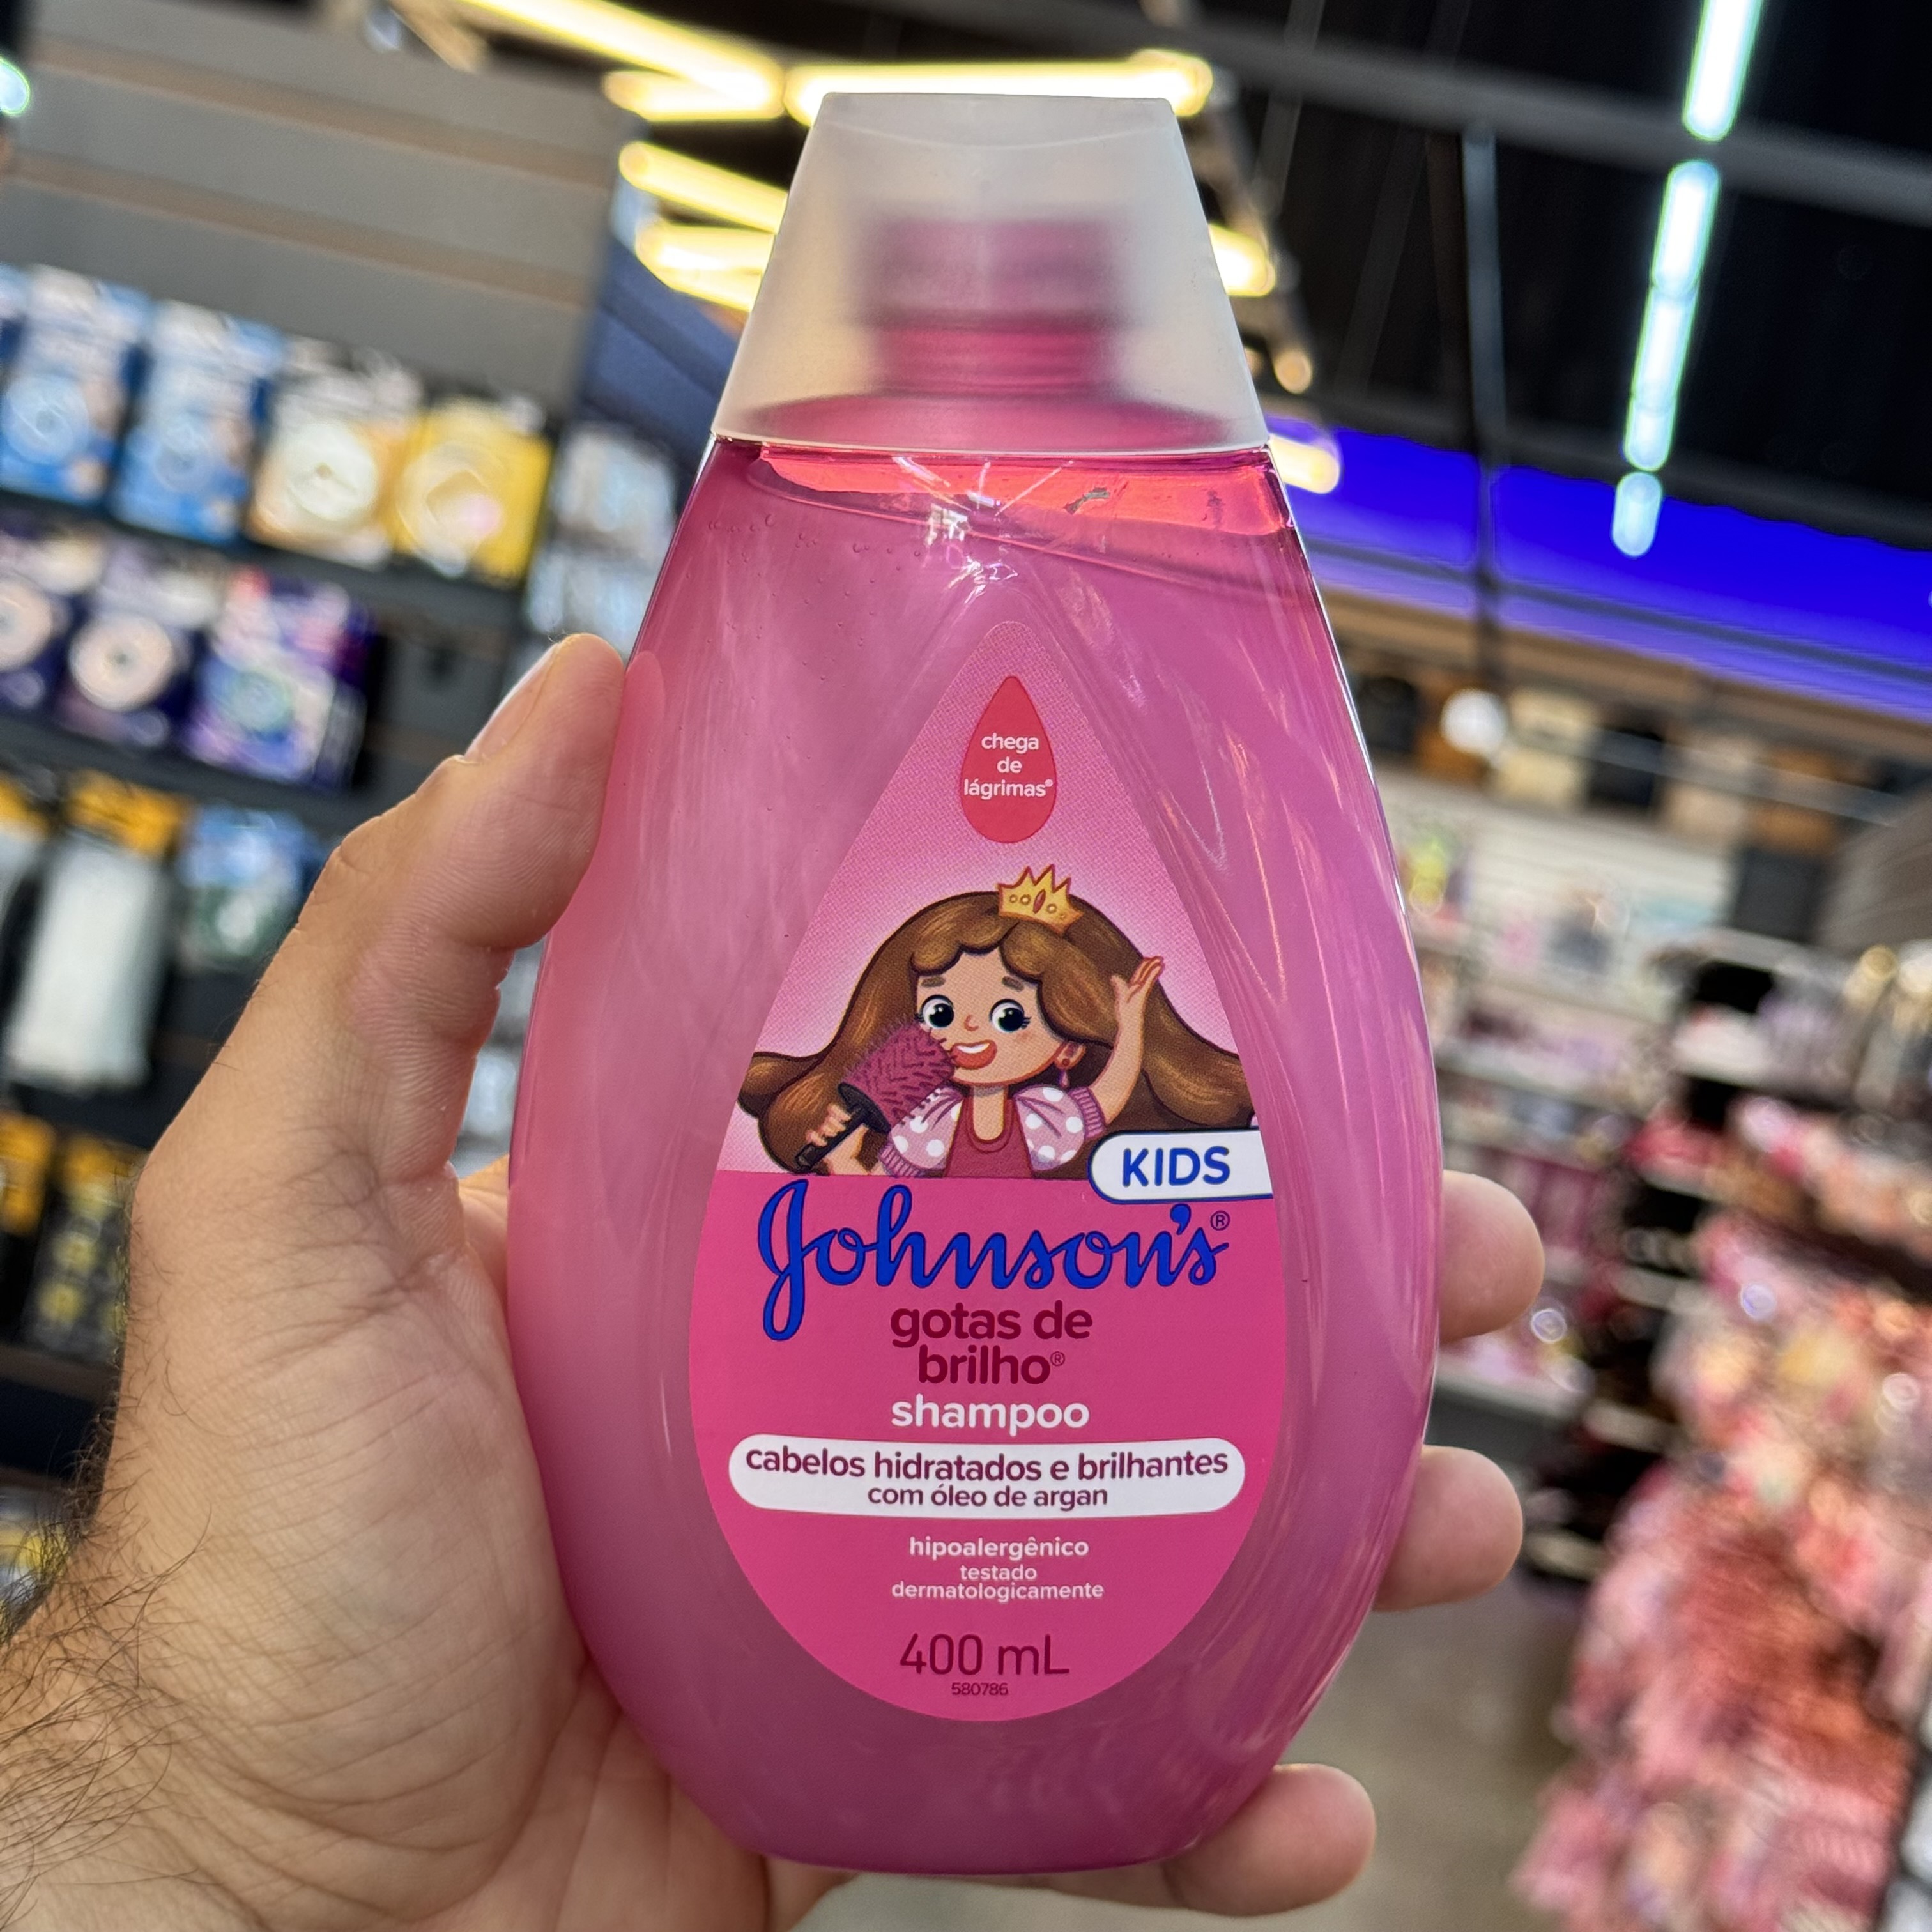 chega
de
lágrimas®
KIDS
Johnson's®
gotas de
brilho®
shampoo
cabelos hidratados e brilhantes
com óleo de argan
hipoalergênico
testado
dermatologicamente
400 mL
580786